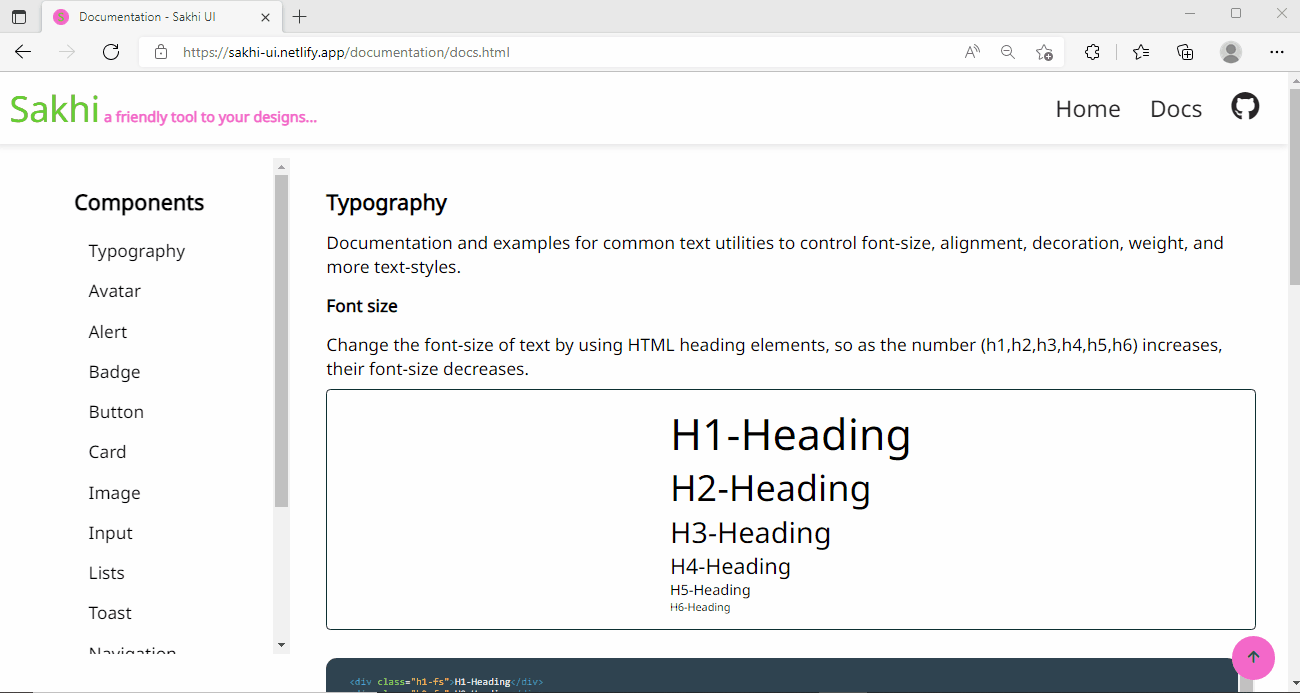 Documentation - Sakhi UI
https://sakhi-ui.netlify.app/documentation/docs.html
Sakhi a friendly tool to your designs...
Home Docs
Components
Typography
Avatar
Alert
Badge
Button
Card
Image
Input
Lists
Toast
Navigation
Typography
Documentation and examples for common text utilities to control font-size, alignment, decoration, weight, and
more text-styles.
Font size
Change the font-size of text by using HTML heading elements, so as the number (h1,h2,h3,h4,h5,h6) increases,
their font-size decreases.
H1-Heading
H2-Heading
H3-Heading
H4-Heading
H5-Heading
H6-Heading
<div class="h1-fs">H1-Heading</div>